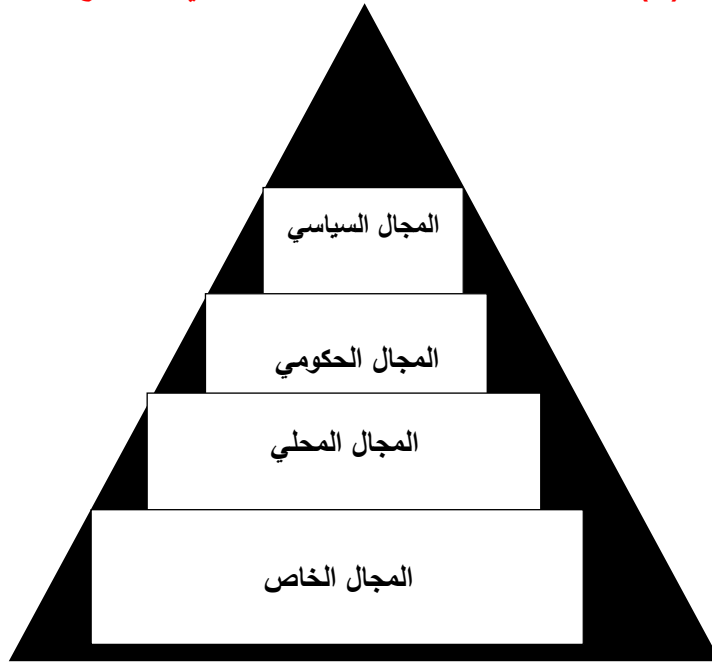 المجال السياسي
المجال الحكومي
المجال المحلي
المجال الخاص